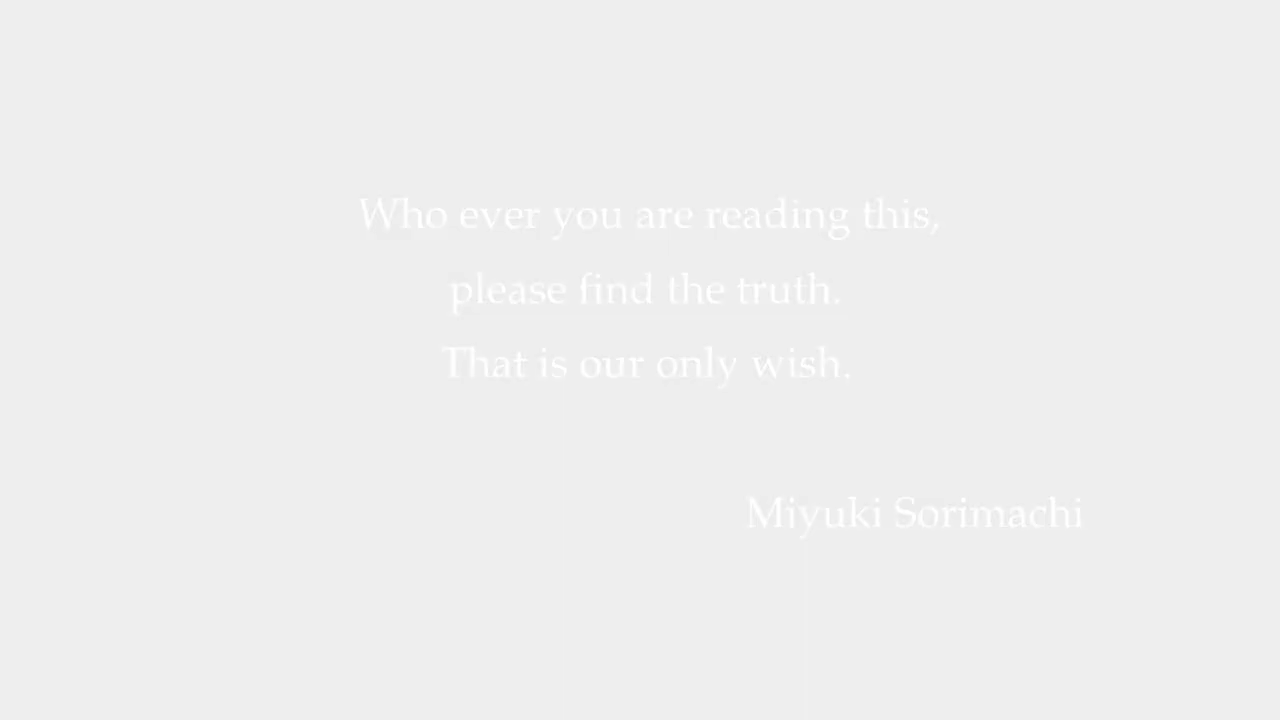 Who ever you are reading this,
please find the truth.
That is our only wish.
Miyuki Sorimachi